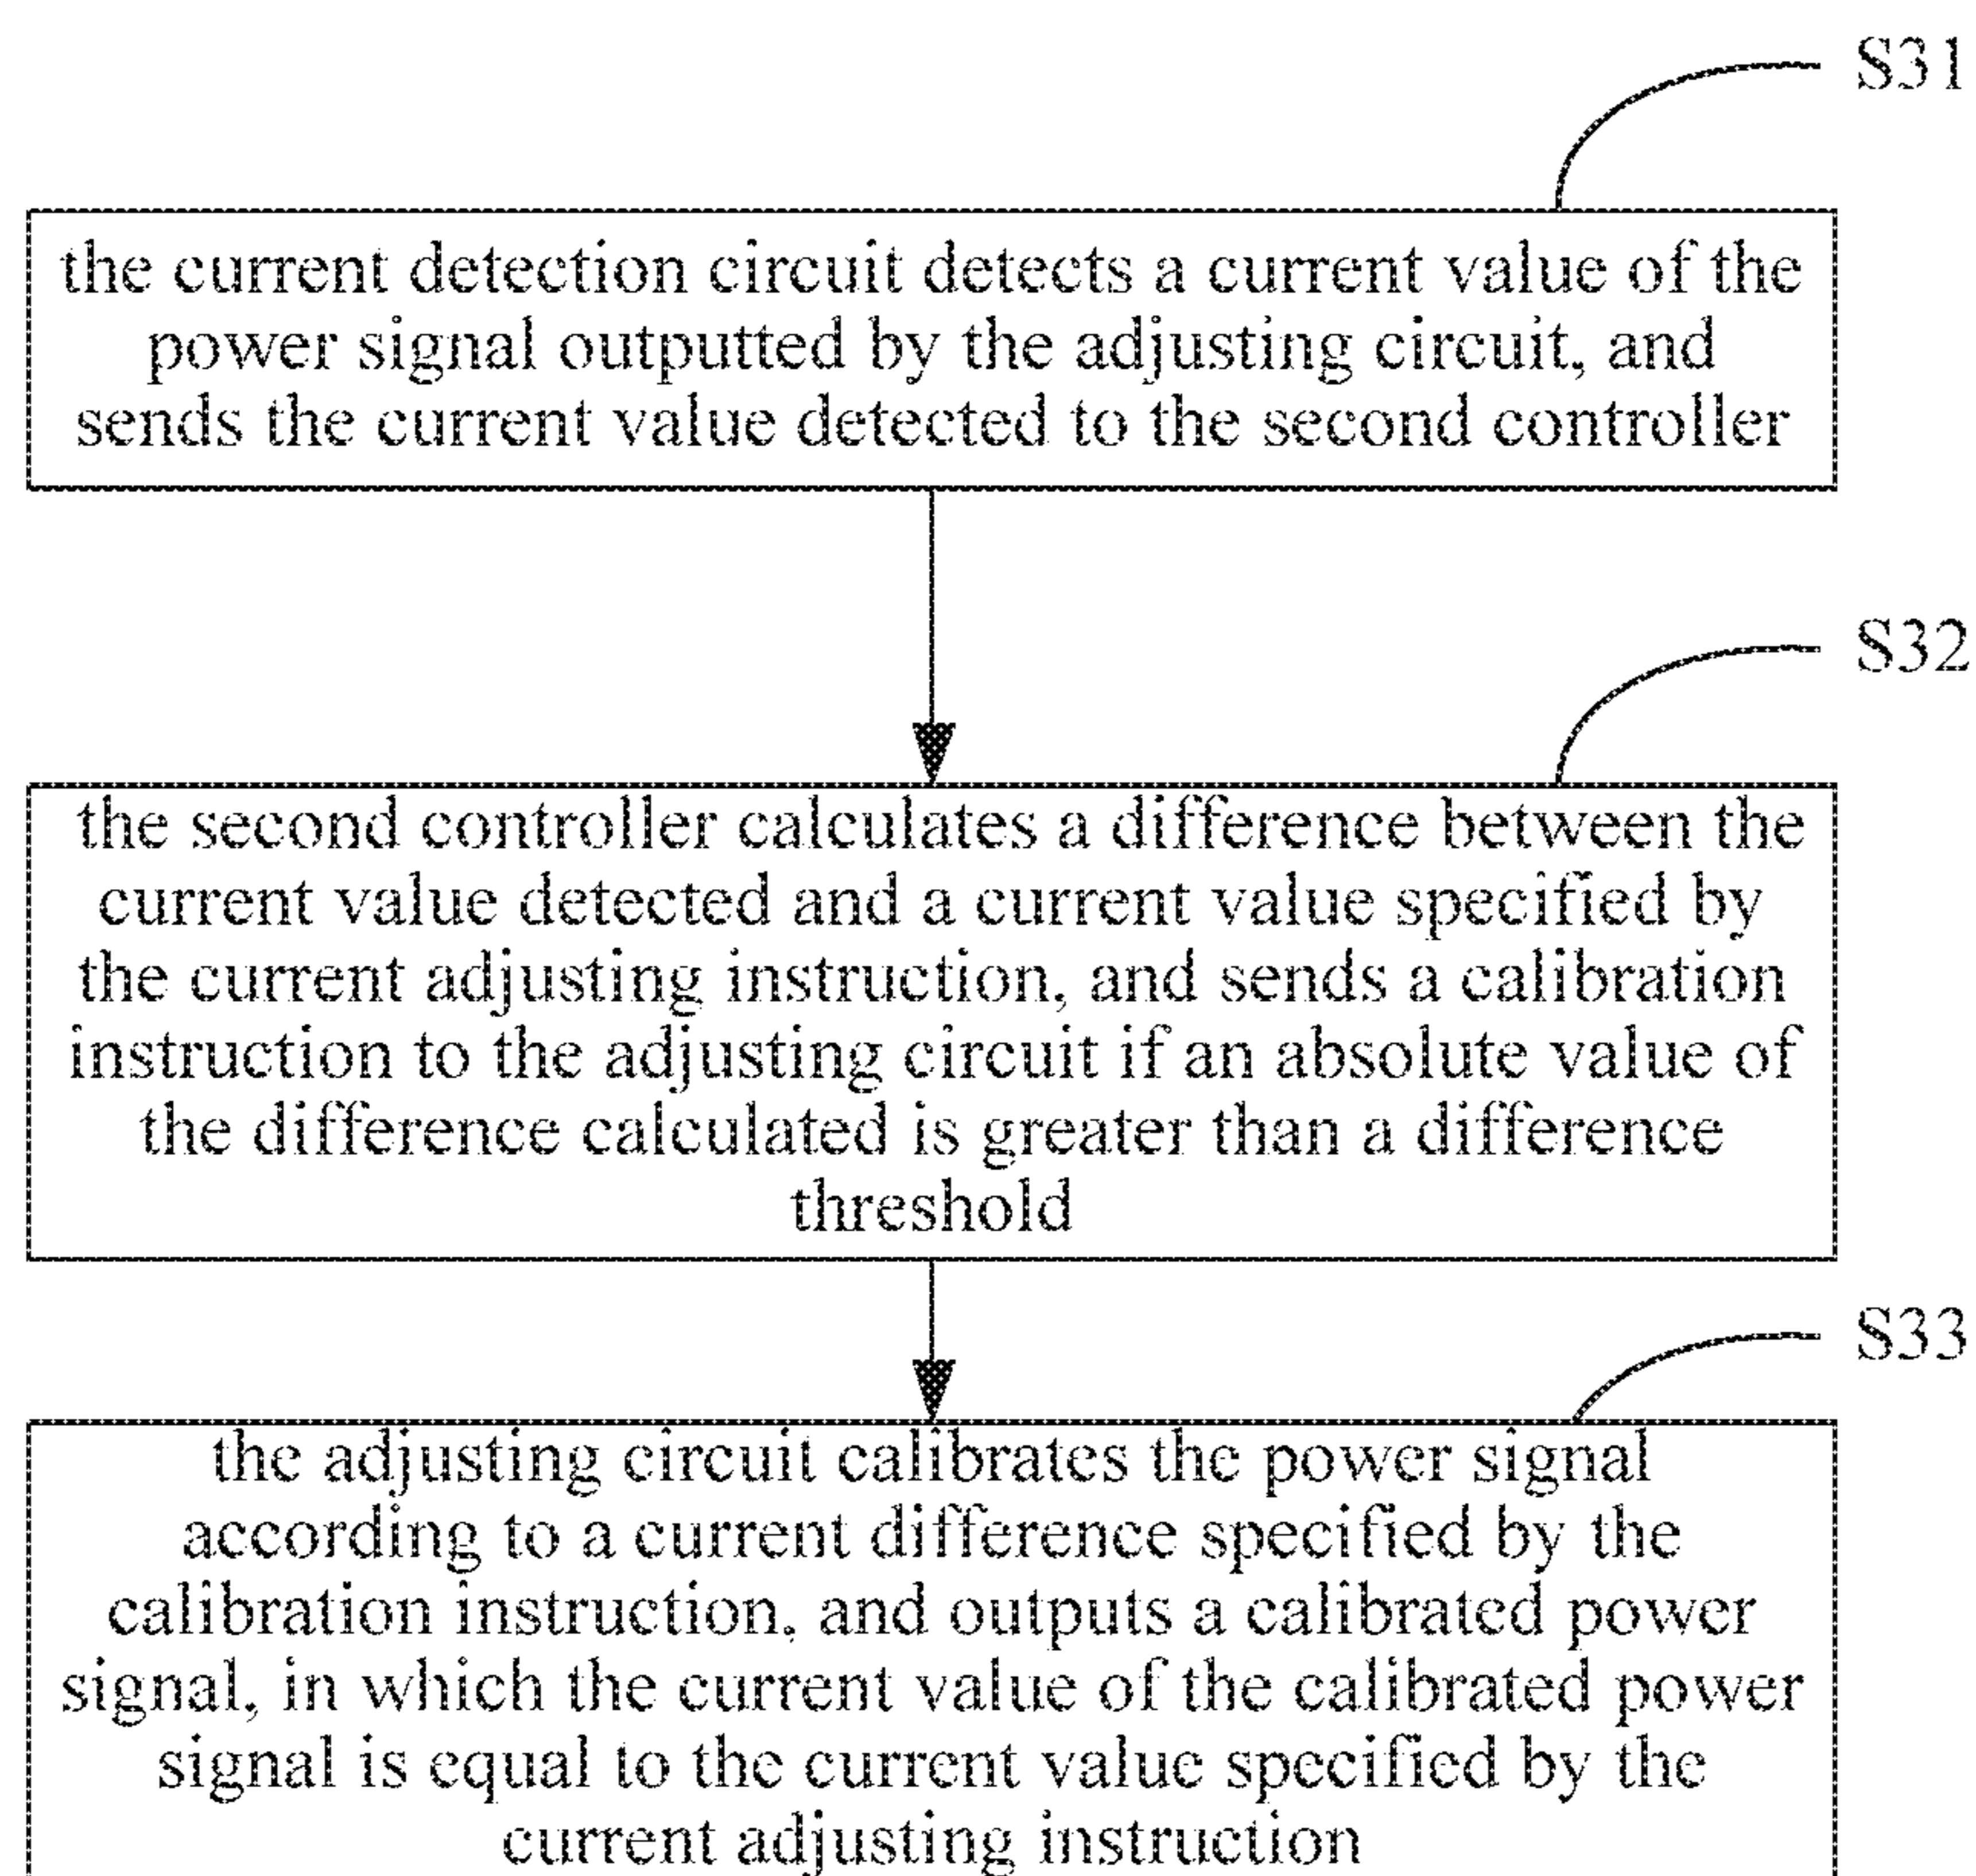 S31
the current detection circuit detects a current value of the
power signal outputted by the adjusting circuit, and
sends the current value detected to the second controller
S32
the second controller calculates a difference between the
current value detected and a current value specified by
the current adjusting instruction, and sends a calibration
instruction to the adjusting circuit if an absolute value of
the difference calculated is greater than a difference
threshold
S33
the adjusting circuit calibrates the power signal
according to a current difference specified by the
calibration instruction, and outputs a calibrated power
signal, in which the current value of the calibrated power
signal is equal to the current value specified by the
current adjusting instruction